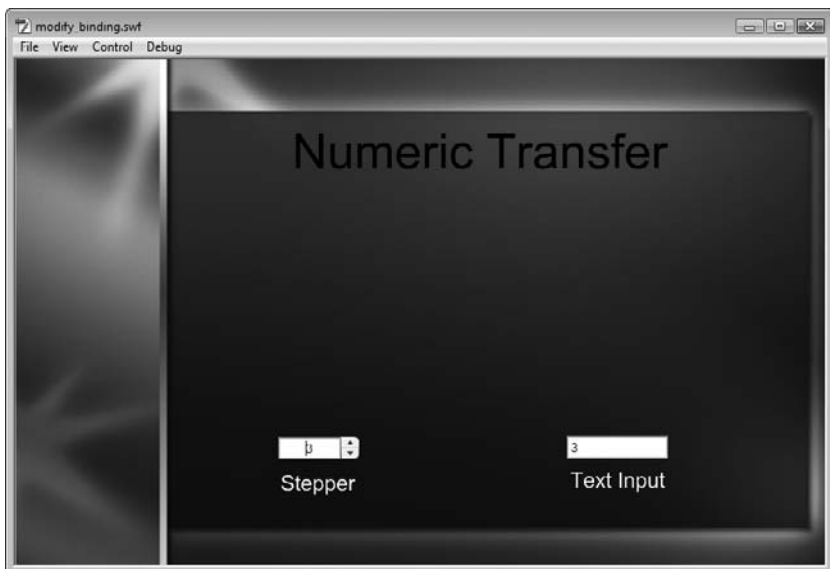 modify_binding.swf
File View Control Debug
Numeric Transfer
3
3
Stepper
Text Input